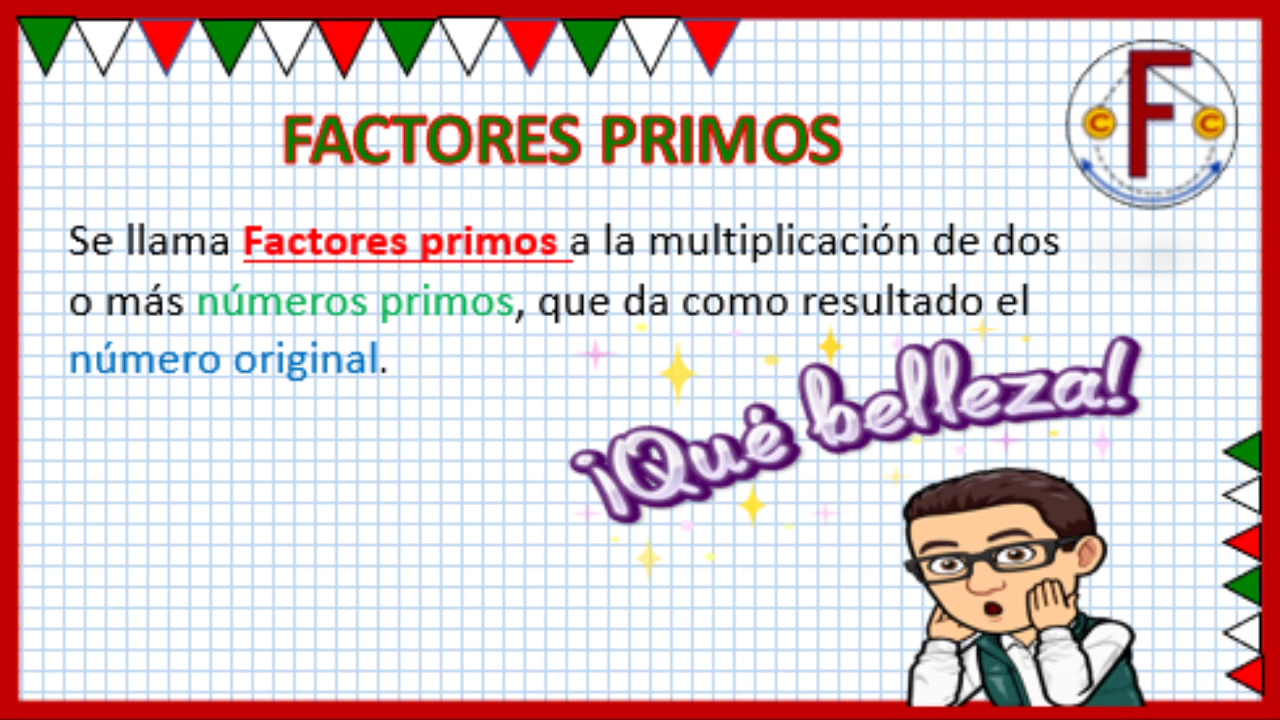 FACTORES PRIMOS
C F C
Se llama Factores primos a la multiplicación de dos
o más números primos, que da como resultado el
número original.
¡Qué belleza!